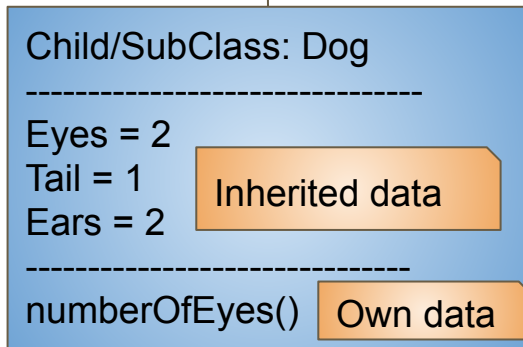 Child/SubClass: Dog
--------------------------------
Eyes = 2
Tail = 1
Inherited data
Ears = 2
-------------------------------
numberOfEyes() Own data